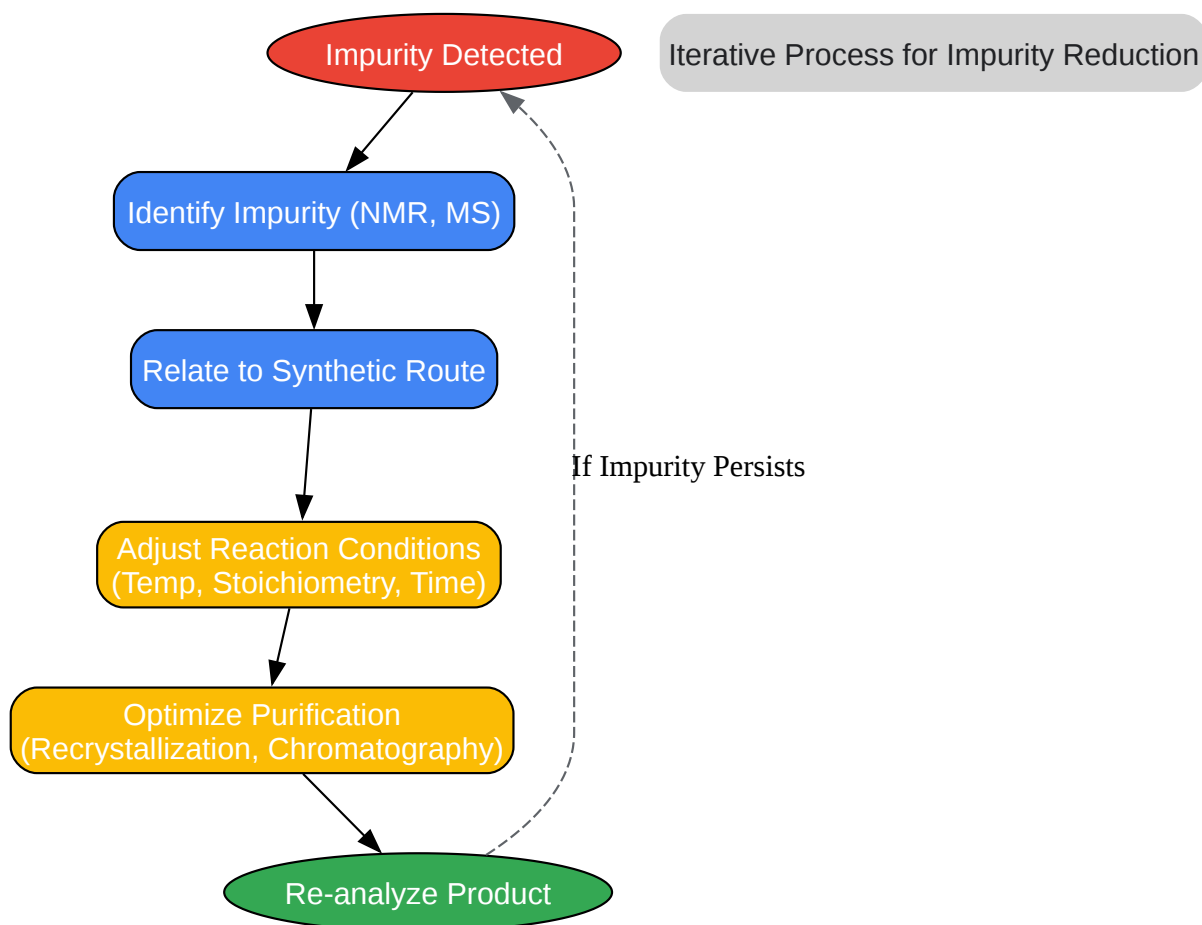 Impurity Detected
Iterative Process for Impurity Reduction
Identify Impurity (NMR, MS)
Relate to Synthetic Route
If Impurity Persists
Adjust Reaction Conditions
(Temp, Stoichiometry, Time)
Optimize Purification
(Recrystallization, Chromatography)
Re-analyze Product